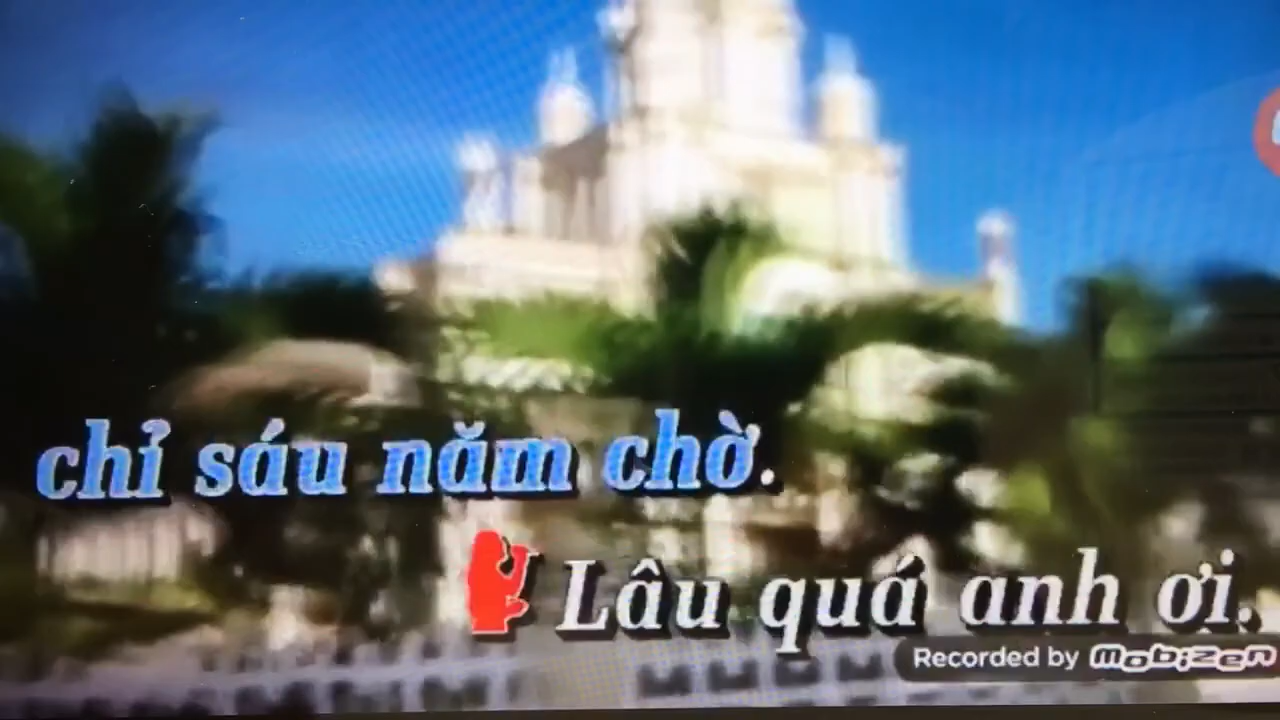 chỉ sáu năm chờ.
Lâu quá anh ơi.
Recorded by mobizen